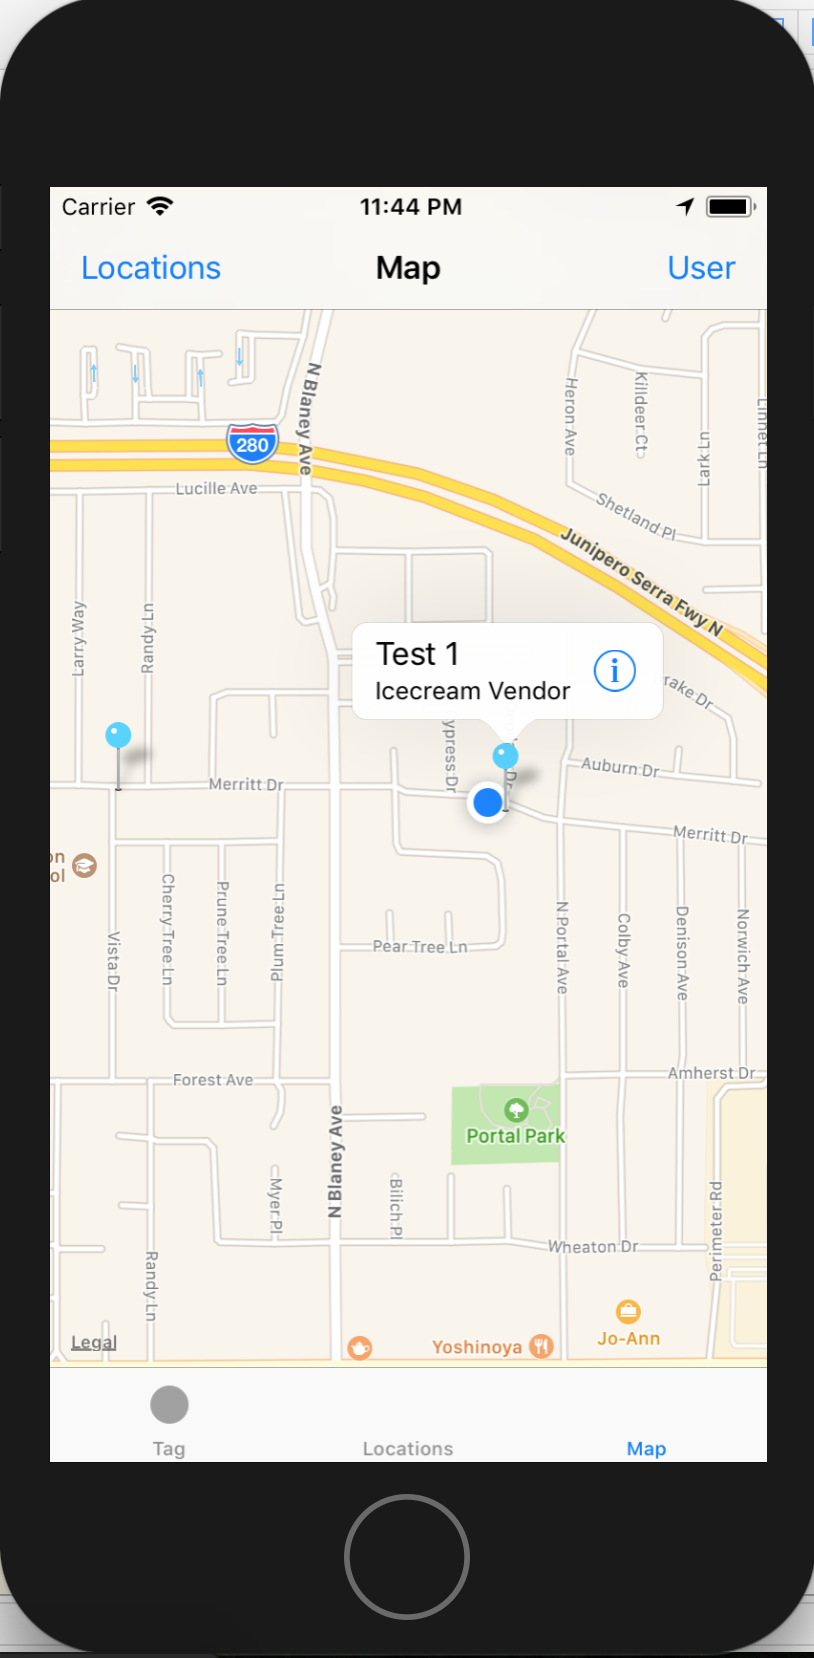 Carrier
11:44 PM
Locations
Map
User
N Blaney Ave
280
Lucille Ave
Heron Ave
Killdeer Ct
Lark Ln
Linnet Ln
Shetland Pl
Junipero Serra Fwy N
Larry Way
Randy Ln
Test 1
Icecream Vendor
i
rake Dr
ypress Dr
Dr
Auburn Dr
Merritt Dr
Merritt Dr
on
ol
Cherry Tree Ln
Prune Tree Ln
Plum Tree Ln
Vista Dr
Pear Tree Ln
N Portal Ave
Colby Ave
Denison Ave
Norwich Ave
Forest Ave
Amherst Dr
Portal Park
N Blaney Ave
Myer Pl
Bilich Pl
Perimeter Rd
Wheaton Dr
Randy Ln
Legal
Yoshinoya
Jo-Ann
Tag
Locations
Map